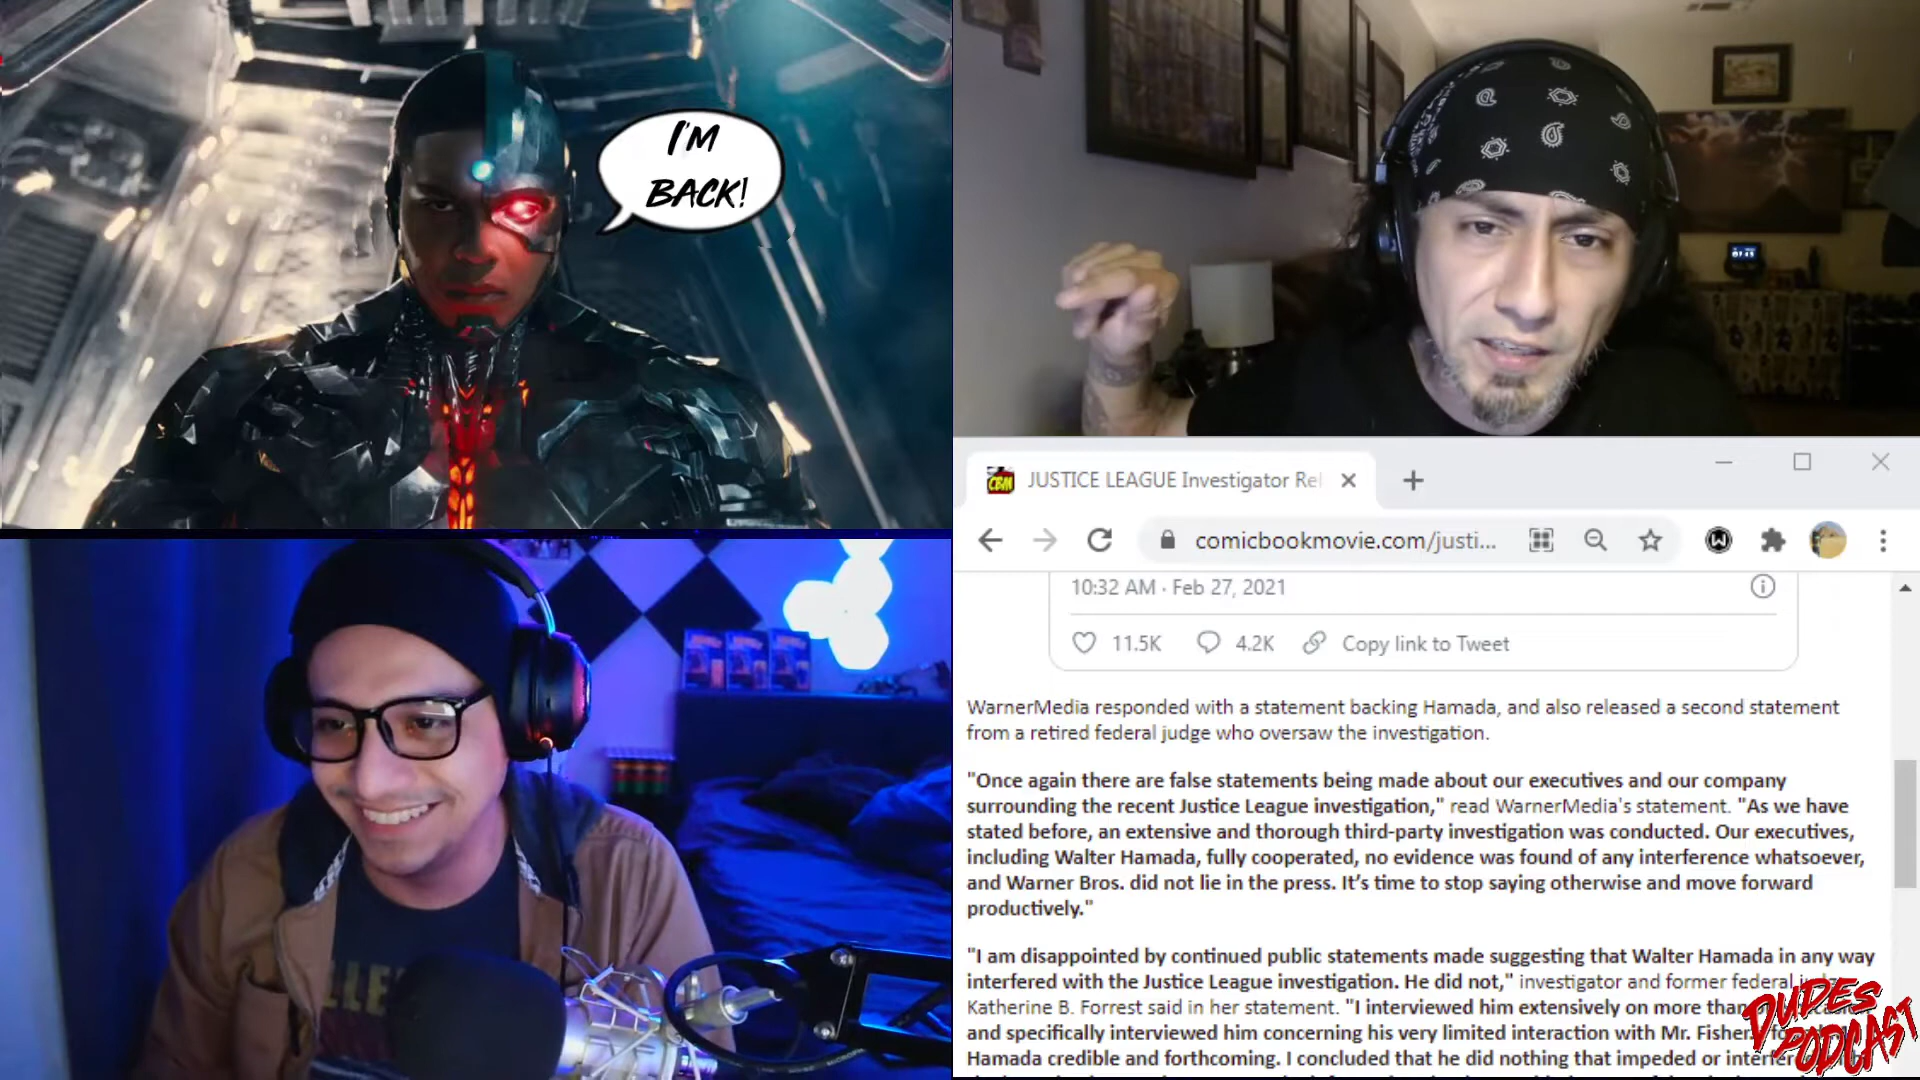 I'M
BACK!
JUSTICE LEAGUE Investigator Rel
comicbookmovie.com/justi...
10:32 AM · Feb 27, 2021
11.5K 4.2K Copy link to Tweet
WarnerMedia responded with a statement backing Hamada, and also released a second statement
from a retired federal judge who oversaw the investigation.
"Once again there are false statements being made about our executives and our company
surrounding the recent Justice League investigation," read WarnerMedia's statement. "As we have
stated before, an extensive and thorough third-party investigation was conducted. Our executives,
including Walter Hamada, fully cooperated, no evidence was found of any interference whatsoever,
and Warner Bros. did not lie in the press. It's time to stop saying otherwise and move forward
productively."
"I am disappointed by continued public statements made suggesting that Walter Hamada in any way
interfered with the Justice League investigation. He did not," investigator and former federal
Katherine B. Forrest said in her statement. "I interviewed him extensively on more than
and specifically interviewed him concerning his very limited interaction with Mr. Fisher.
Hamada credible and forthcoming. I concluded that he did nothing that impeded or
DUDES
PODCAST